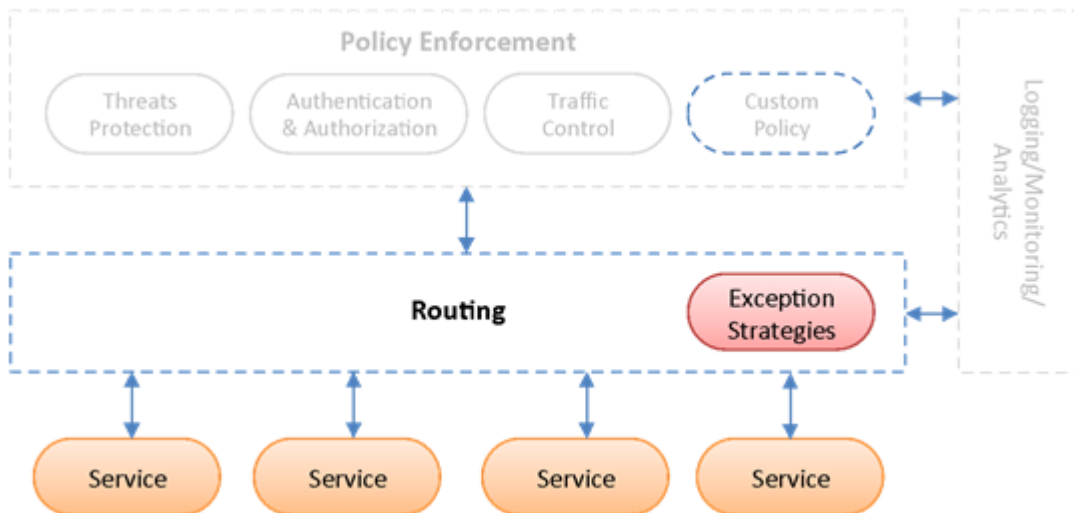 Policy Enforcement
Threats
Protection
Authentication
& Authorization
Traffic
Control
Custom
Policy
Logging/Monitoring/
Analytics
Routing
Exception
Strategies
Service
Service
Service
Service